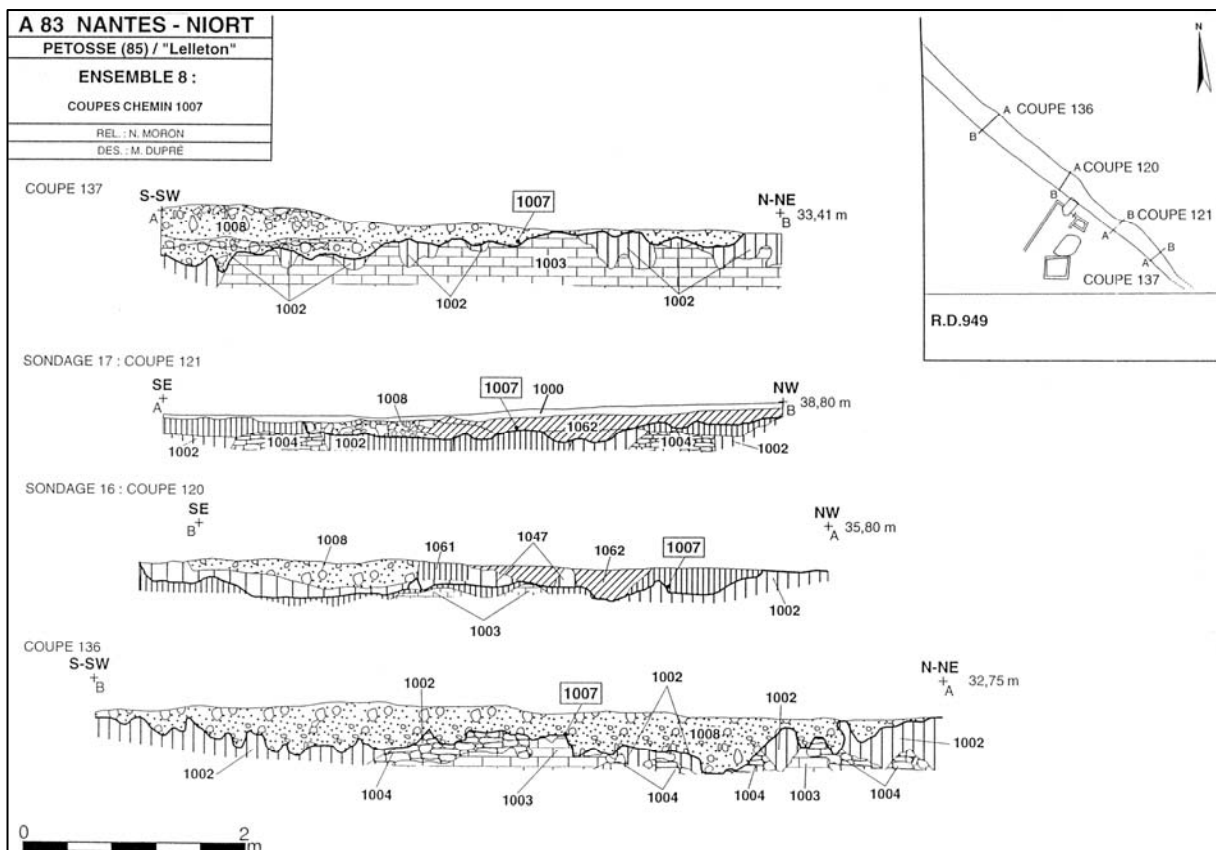 A 83 NANTES - NIORT
PETOSSE (85) / "Lelleton"
ENSEMBLE 8 :
COUPES CHEMIN 1007
REL. : N. MORON
DES. : M. DUPRÉ
N
A COUPE 136
B
A COUPE 120
B
B COUPE 121
A
B
A
COUPE 137
R.D.949
COUPE 137
S-SW
A
1007
N-NE
B 33,41 m
1008
1003
1002
1002
1002
SONDAGE 17 : COUPE 121
SE
A
1008
1007
1000
NW
B 38,80 m
1002
1004
1002
1062
1004
1002
SONDAGE 16 : COUPE 120
SE
B
NW
A 35,80 m
1008
1061
1047
1062
1007
1002
1003
COUPE 136
S-SW
B
1002
1007
1002
1002
N-NE
A 32,75 m
1008
1002
1002
1004
1003
1004
1004
1003
1004
0
2
m